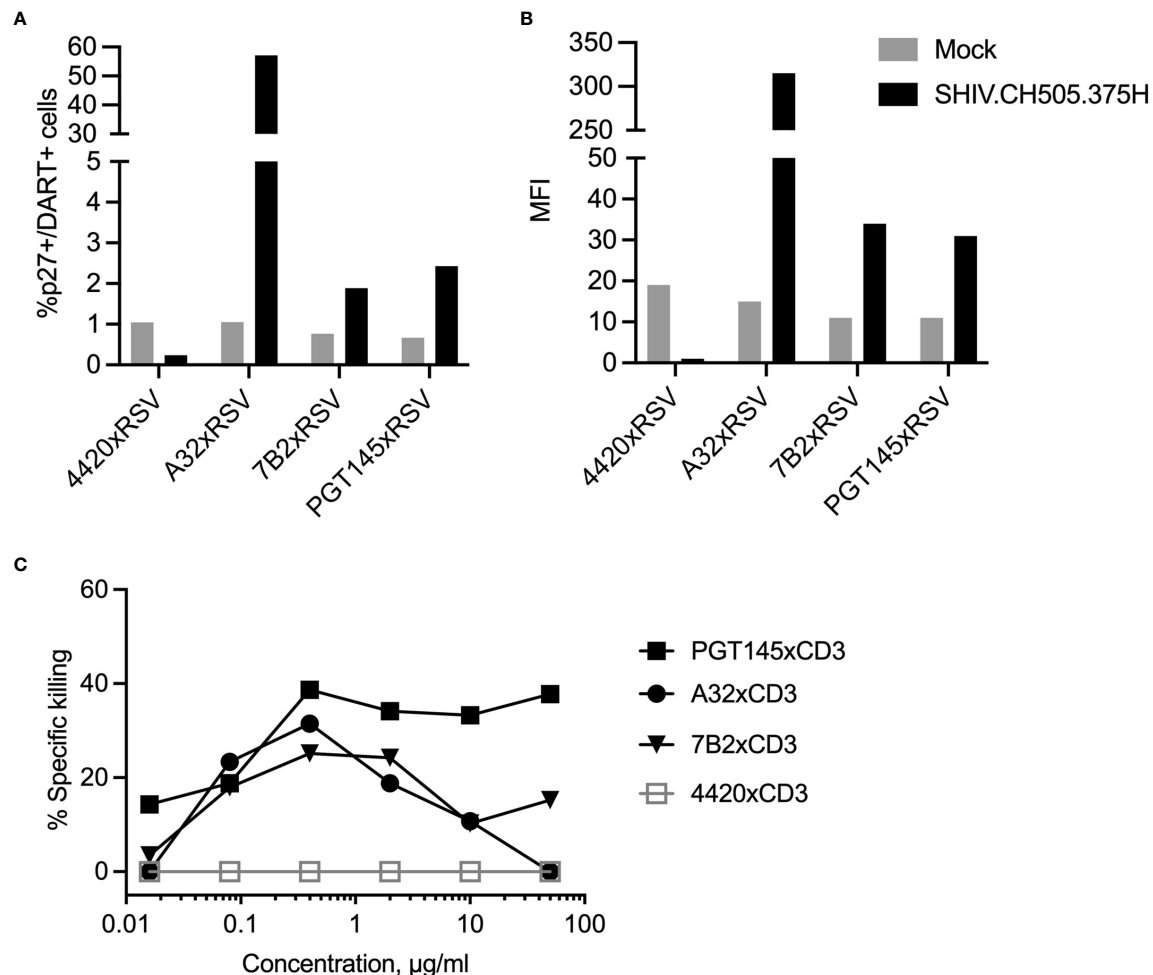 A
%p27+/DART+ cells
60
50
40
30
5
4
3
2
1
0
4420xRSV
A32xRSV
7B2xRSV
PGT145xRSV
B
MFI
350
300
250
50
40
30
20
10
0
4420xRSV
A32xRSV
7B2xRSV
PGT145xRSV
Mock
SHIV.CH505.375H
C
% Specific killing
60
40
20
0
0.01
0.1
1
10
100
Concentration, µg/ml
PGT145xCD3
A32xCD3
7B2xCD3
4420xCD3